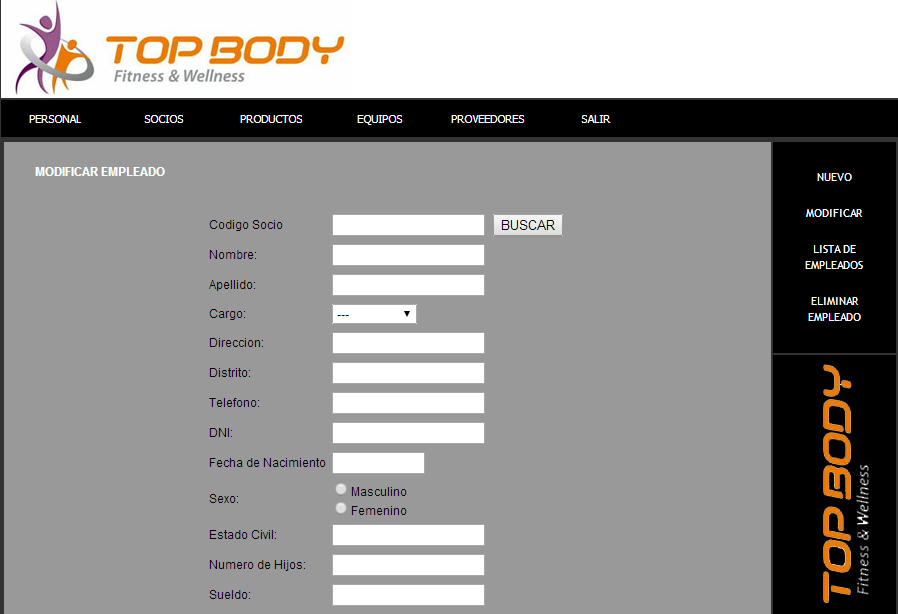 TOP BODY
Fitness & Wellness
PERSONAL SOCIOS PRODUCTOS EQUIPOS PROVEEDORES SALIR
MODIFICAR EMPLEADO
Codigo Socio BUSCAR
Nombre:
Apellido:
Cargo: ---
Direccion:
Distrito:
Telefono:
DNI:
Fecha de Nacimiento
Sexo:
Masculino
Femenino
Estado Civil:
Numero de Hijos:
Sueldo:
NUEVO
MODIFICAR
LISTA DE
EMPLEADOS
ELIMINAR
EMPLEADO
TOP BODY
Fitness & Wellness